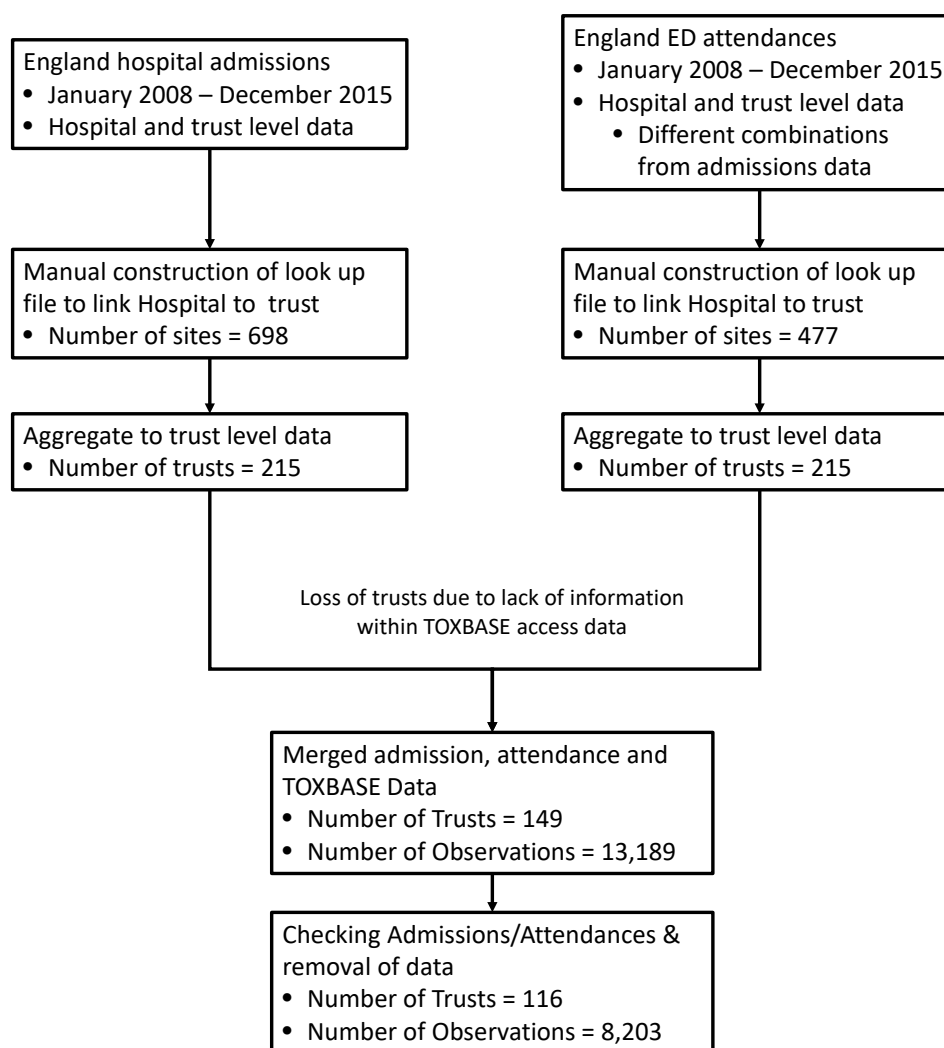 England hospital admissions
• January 2008 – December 2015
• Hospital and trust level data
England ED attendances
• January 2008 – December 2015
• Hospital and trust level data
• Different combinations
from admissions data
Manual construction of look up
file to link Hospital to trust
• Number of sites = 698
Manual construction of look up
file to link Hospital to trust
• Number of sites = 477
Aggregate to trust level data
• Number of trusts = 215
Aggregate to trust level data
• Number of trusts = 215
Loss of trusts due to lack of information
within TOXBASE access data
Merged admission, attendance and
TOXBASE Data
• Number of Trusts = 149
• Number of Observations = 13,189
Checking Admissions/Attendances &
removal of data
• Number of Trusts = 116
• Number of Observations = 8,203